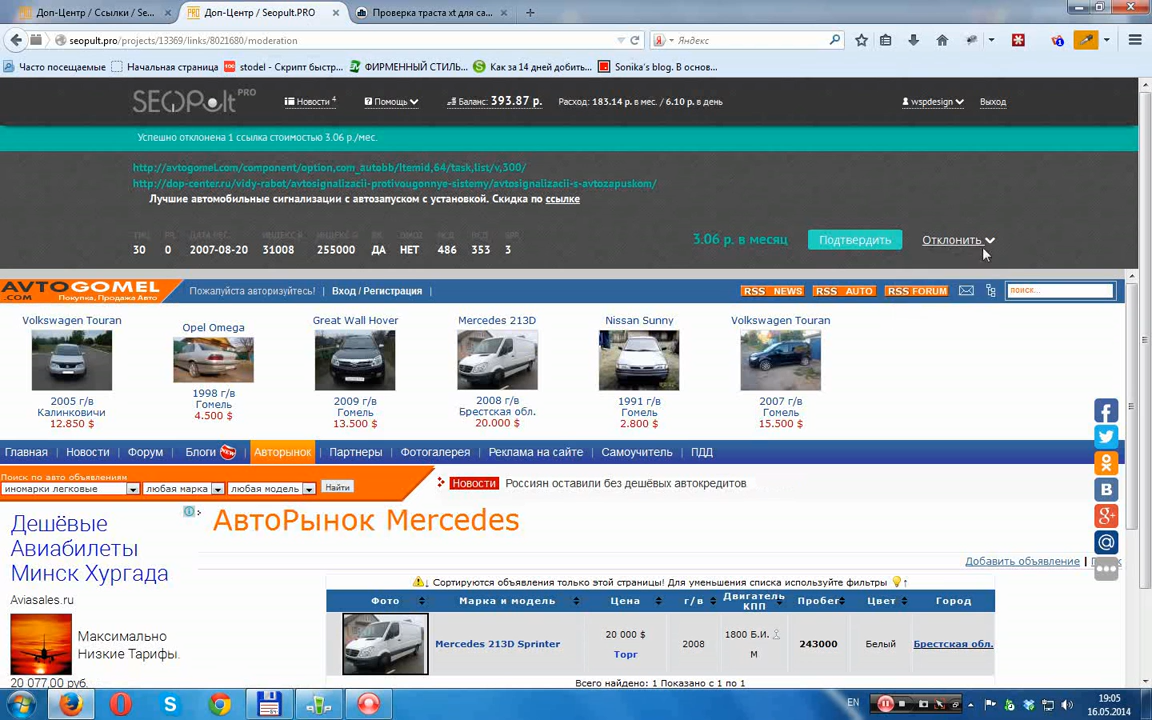 Доп-Центр / Ссылки / Se... Доп-Центр / Seopult.PRO Проверка траста xt для са...
seopult.pro/projects/13369/links/8021680/moderation Яндекс
Часто посещаемые Начальная страница stodel - Скрипт быстр... ФИРМЕННЫЙ СТИЛЬ... Как за 14 дней добить... Sonika's blog. В основ...
SEOPult PRO Новости 4 Помощь Баланс: 393.87 р. Расход: 183.14 р. в мес. / 6.10 р. в день wspdesign Выход
Успешно отклонена 1 ссылка стоимостью 3.06 р./мес.
http://avtogomel.com/component/option,com_autobb/Itemid,64/task,list/v,300/
http://dop-center.ru/vidy-rabot/avtosignalizacii-protivougonnye-sistemy/avtosignalizacii-s-avtozapuskom/
Лучшие автомобильные сигнализации с автозапуском с установкой. Скидка по ссылке
30 0 2007-08-20 31008 255000 ДА НЕТ 486 353 3 3.06 р. в месяц Подтвердить Отклонить
AVTOGOMEL
.COM Покупка, Продажа Авто Пожалуйста авторизуйтесь! | Вход / Регистрация | RSS NEWS RSS AUTO RSS FORUM поиск...
Volkswagen Touran Opel Omega Great Wall Hover Mercedes 213D Nissan Sunny Volkswagen Touran
2005 г/в 1998 г/в 2009 г/в 2008 г/в 1991 г/в 2007 г/в
Калинковичи Гомель Гомель Брестская обл. Гомель Гомель
12.850 $ 4.500 $ 13.500 $ 20.000 $ 2.800 $ 15.500 $
Главная | Новости | Форум | Блоги NEW | Авторынок | Партнеры | Фотогалерея | Реклама на сайте | Самоучитель | ПДД
Поиск по авто объявлениям
иномарки легковые любая марка любая модель Найти Новости Россиян оставили без дешёвых автокредитов
Дешёвые
Авиабилеты
Минск Хургада
Aviasales.ru
Максимально
Низкие Тарифы.
20 077,00 руб.
АвтоРынок Mercedes
Добавить объявление |
Сортируются объявления только этой страницы! Для уменьшения списка используйте фильтры
Фото Марка и модель Цена г/в Двигатель КПП Пробег Цвет Город
Mercedes 213D Sprinter 20 000 $ Торг 2008 1800 Б.И. М 243000 Белый Брестская обл.
Всего найдено: 1 Показано с 1 по 1
EN 19:05
16.05.2014